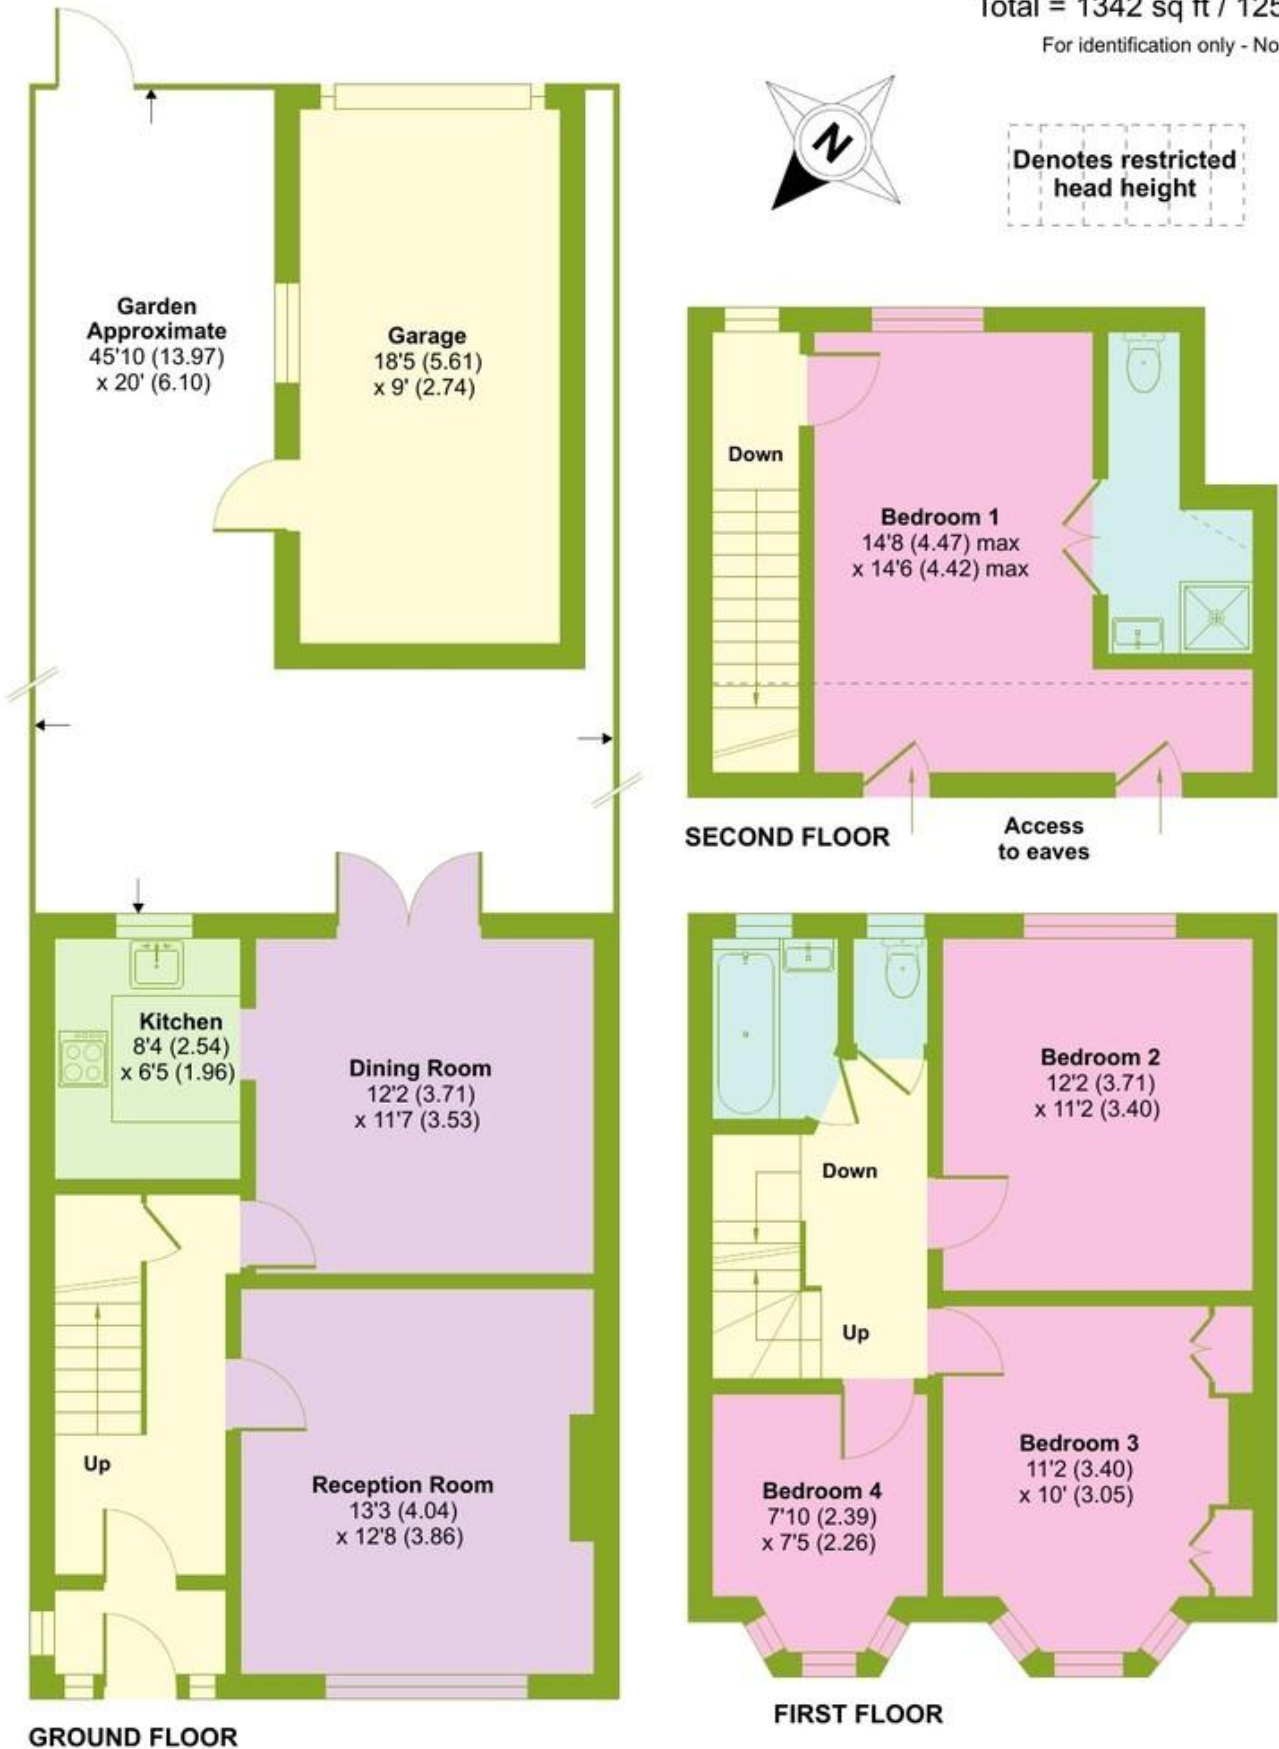 Total = 1342 sq ft / 125
For identification only - No
N
Denotes restricted
head height
Garden
Approximate
45'10 (13.97)
x 20' (6.10)
Garage
18'5 (5.61)
x 9' (2.74)
Down
Bedroom 1
14'8 (4.47) max
x 14'6 (4.42) max
SECOND FLOOR
Access
to eaves
Kitchen
8'4 (2.54)
x 6'5 (1.96)
Dining Room
12'2 (3.71)
x 11'7 (3.53)
Up
Reception Room
13'3 (4.04)
x 12'8 (3.86)
GROUND FLOOR
Bedroom 2
12'2 (3.71)
x 11'2 (3.40)
Down
Up
Bedroom 3
11'2 (3.40)
x 10' (3.05)
Bedroom 4
7'10 (2.39)
x 7'5 (2.26)
FIRST FLOOR